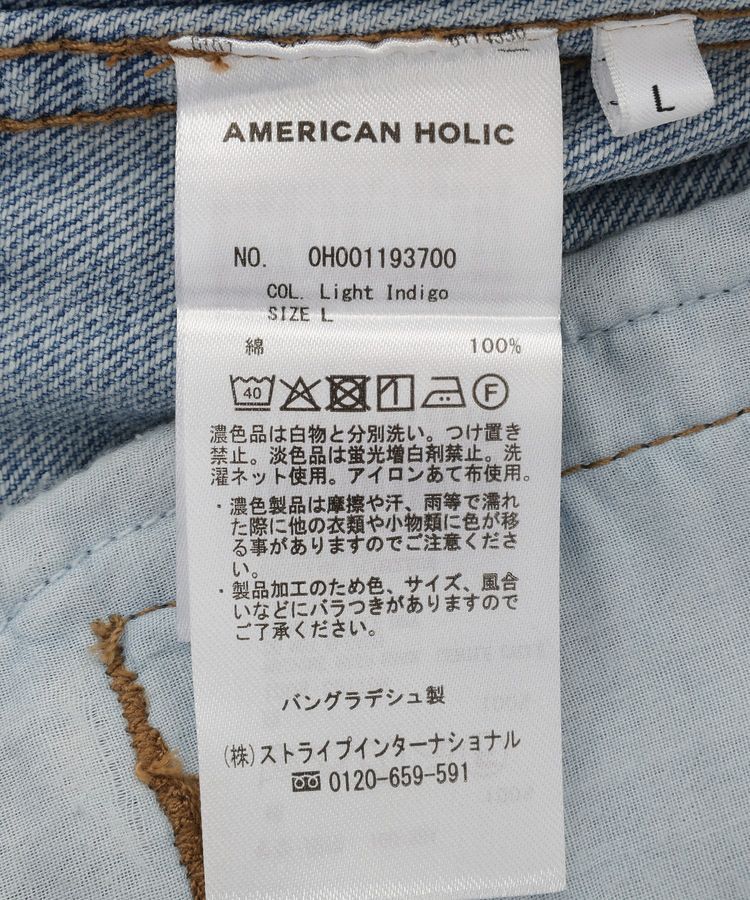 L
AMERICAN HOLIC
NO. 0H001193700
COL. Light Indigo
SIZE L
綿 100%
40
F
濃色品は白物と分別洗い。つけ置き
禁止。淡色品は蛍光増白剤禁止。洗
濯ネット使用。アイロンあて布使用。
・濃色製品は摩擦や汗、雨等で濡れ
た際に他の衣類や小物類に色が移
る事がありますのでご注意くださ
い。
・製品加工のため色、サイズ、風合
いなどにバラつきがありますので
ご了承ください。
バングラデシュ製
(株)ストライプインターナショナル
0120-659-591